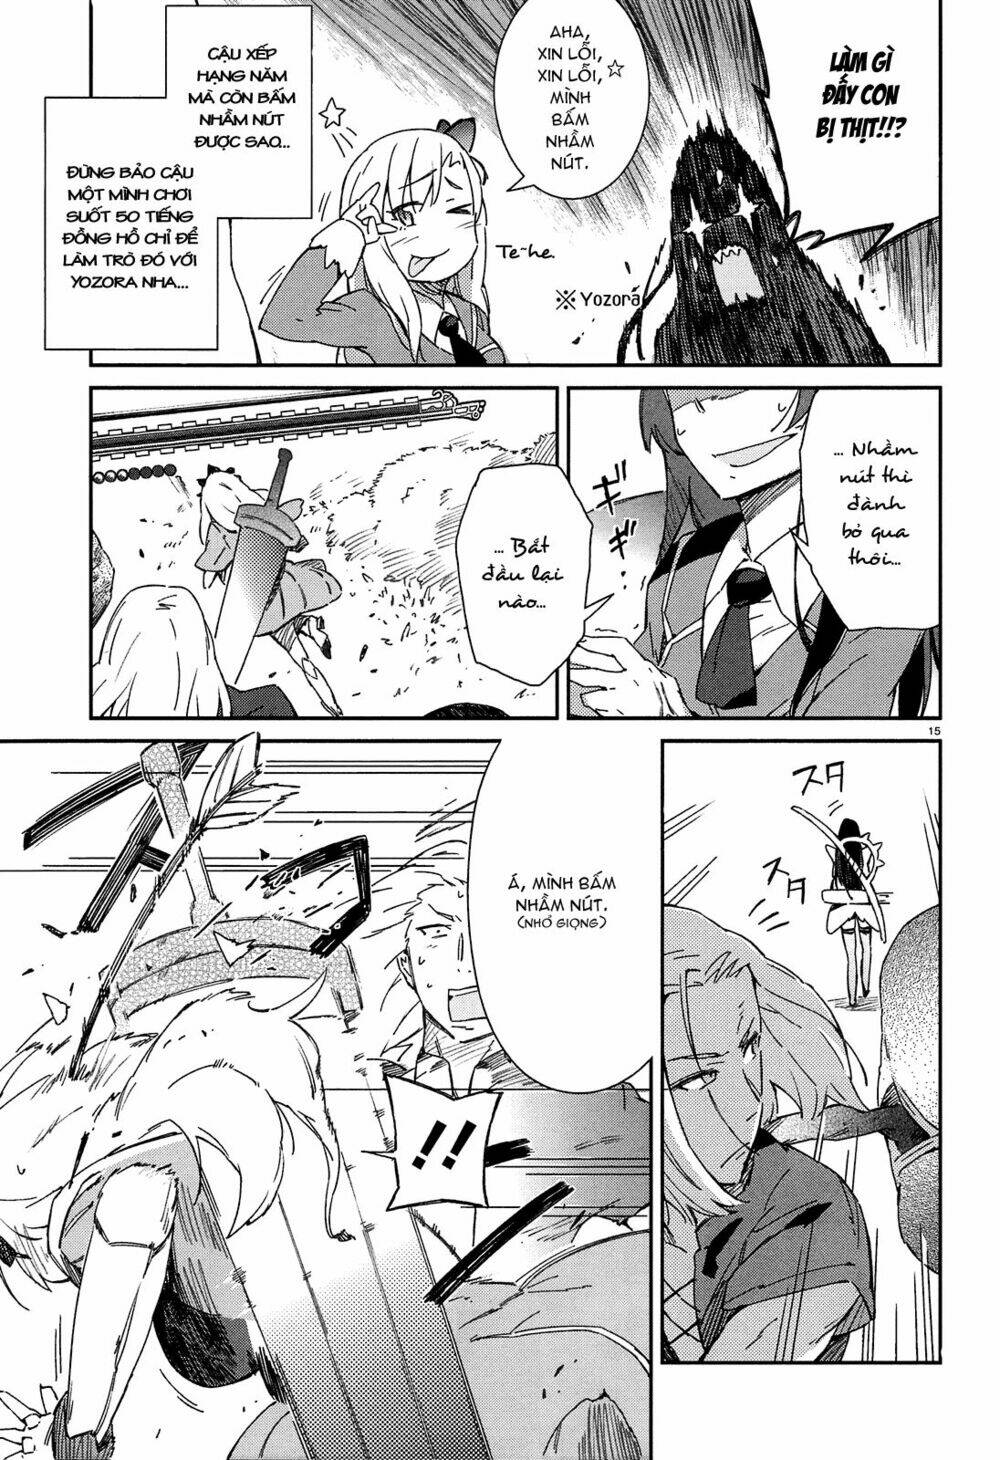 LÀM GÌ
ĐẤY CON
BỊ THỊT!!!?
AHA,
XIN LỖI,
XIN LỖI,☆
MÌNH
BẤM
NHẦM
NÚT.
Te~he.
※Yozora
CẬU XẾP
HẠNG NĂM
MÀ CÒN BẤM
NHẦM NÚT
ĐƯỢC SAO...
ĐỪNG BẢO CẬU
MỘT MÌNH CHƠI
SUỐT 50 TIẾNG
ĐỒNG HỒ CHỈ ĐỂ
LÀM TRÒ ĐÓ VỚI
YOZORA NHA...
... Nhầm
nút thì
đành
bỏ qua
thôi...
... Bắt
đầu lại
nào...
15
スタ
スタ
Á, MÌNH BẤM
NHẦM NÚT.
(NHỎ GIỌNG)
!!